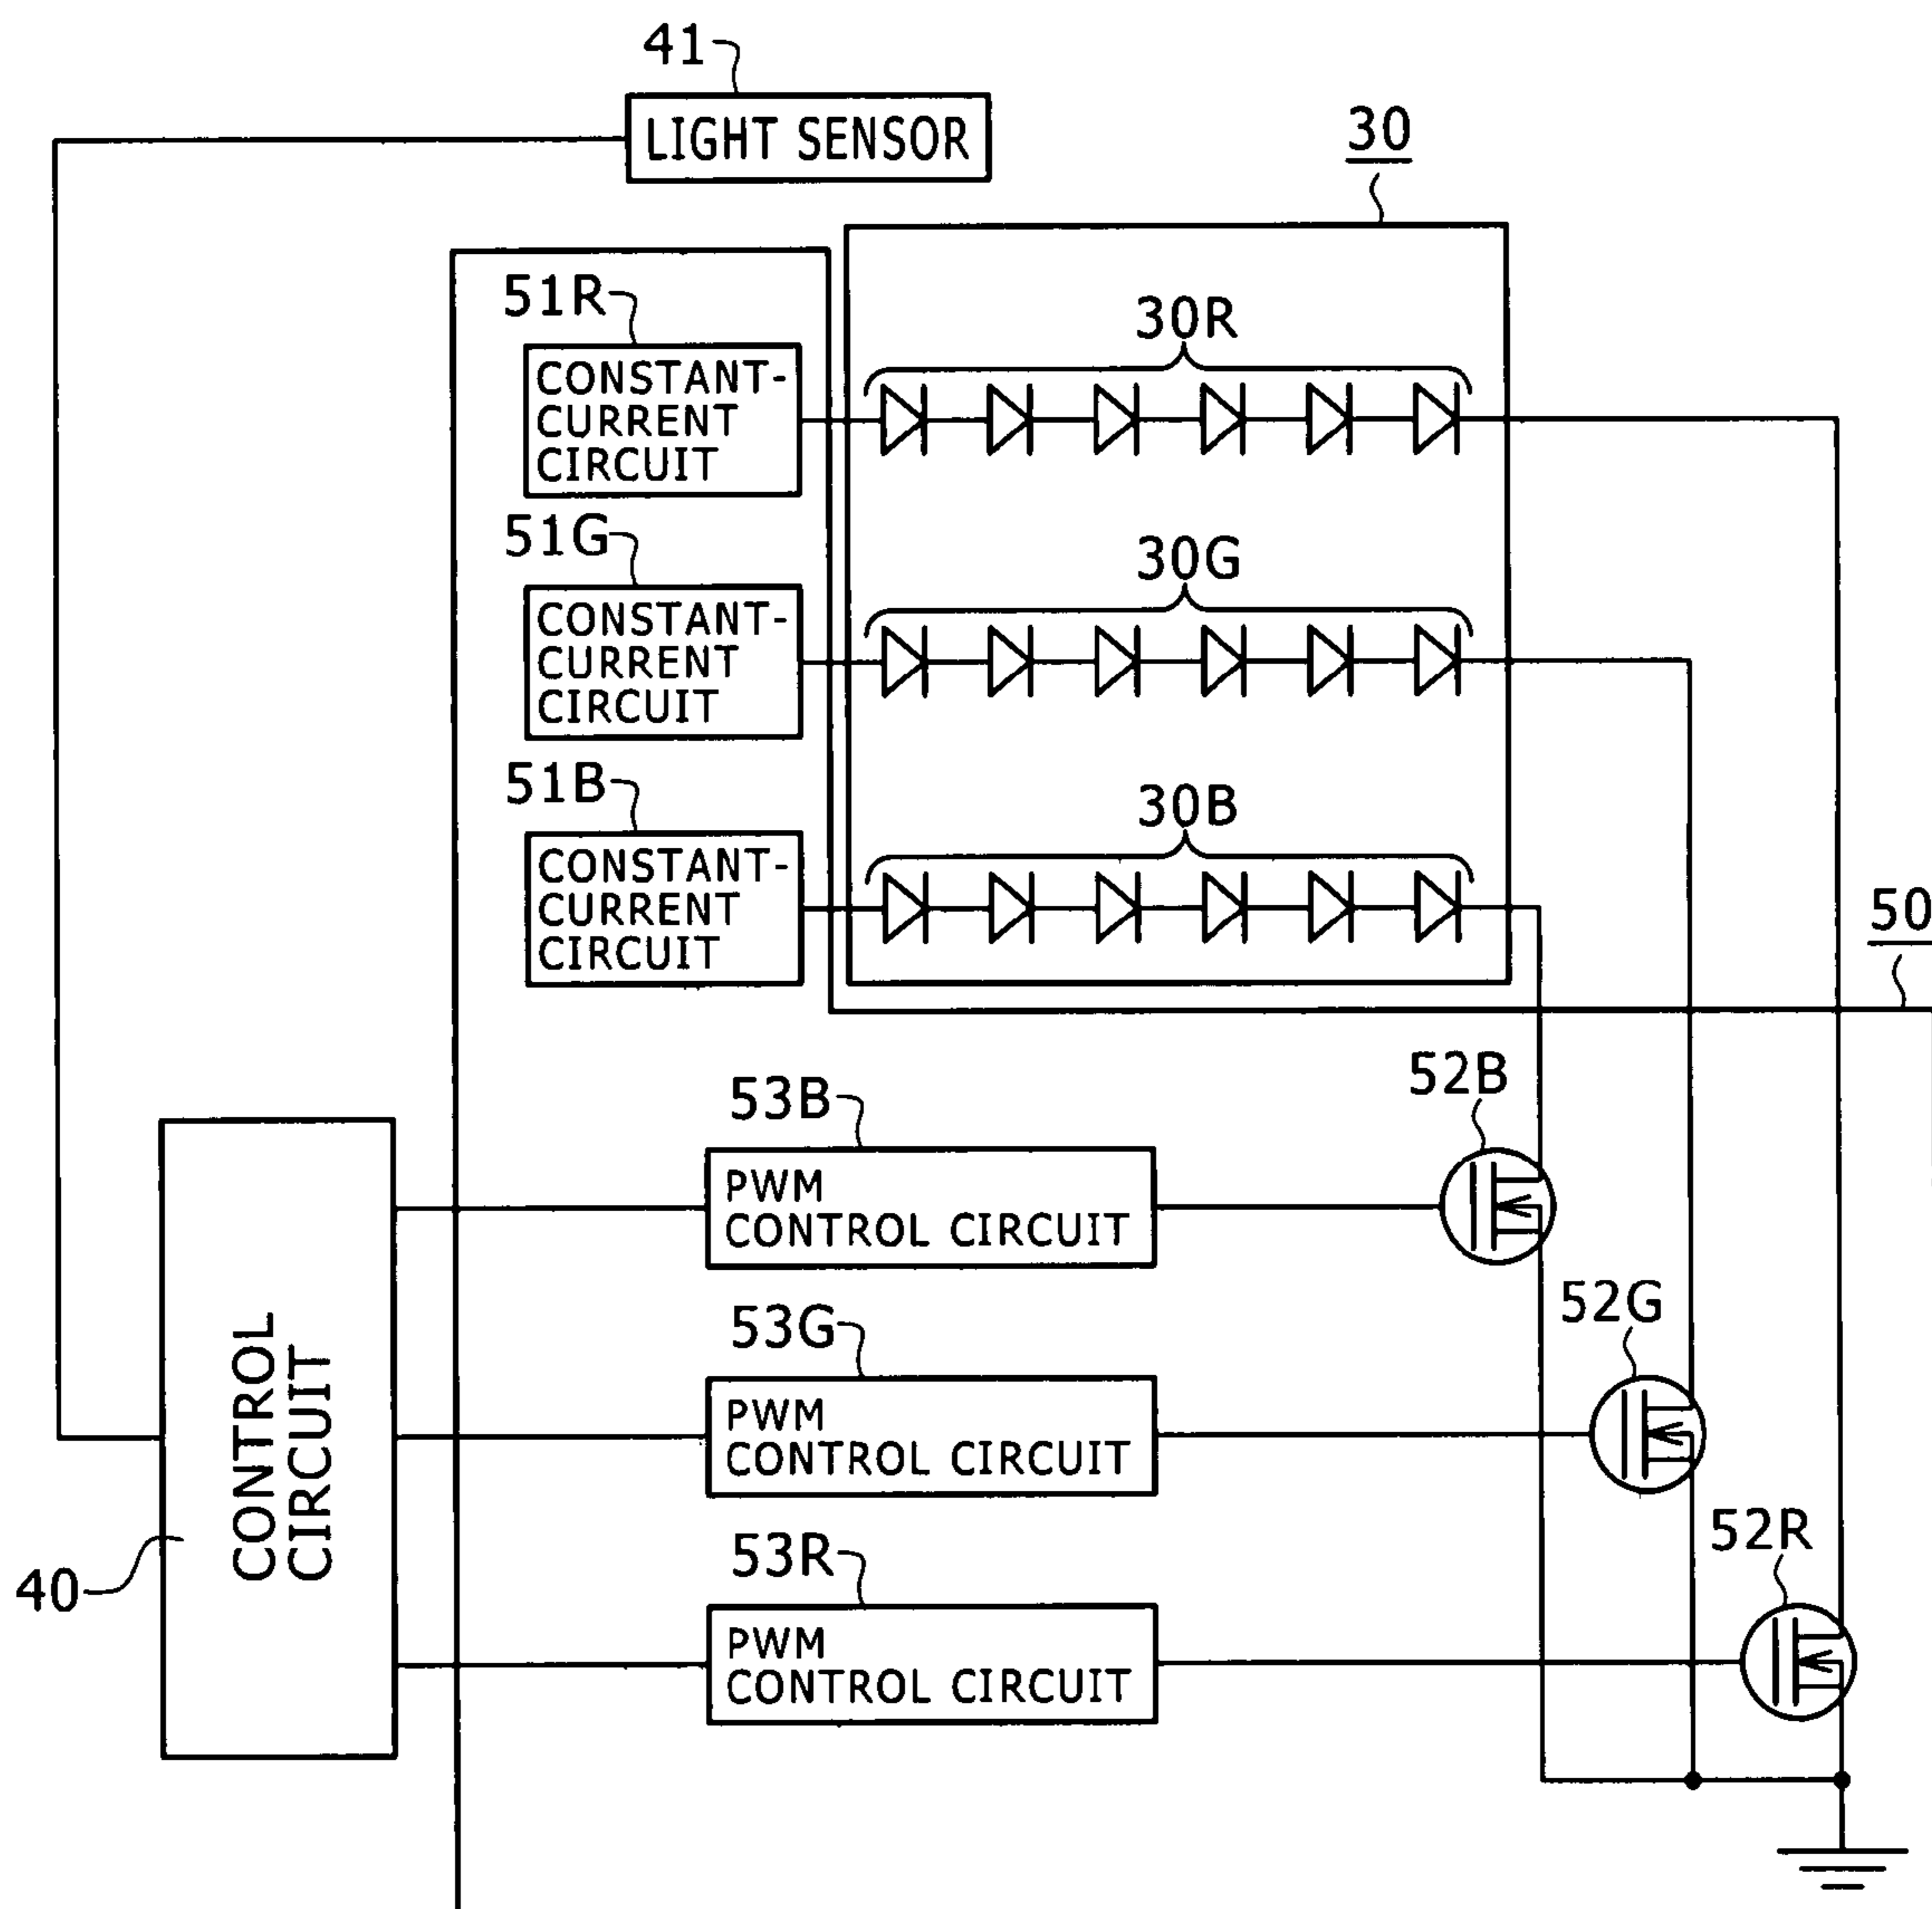 41
LIGHT SENSOR
30
51R
CONSTANT-
CURRENT
CIRCUIT
30R
51G
CONSTANT-
CURRENT
CIRCUIT
30G
51B
CONSTANT-
CURRENT
CIRCUIT
30B
50
53B
PWM
CONTROL CIRCUIT
52B
53G
PWM
CONTROL CIRCUIT
52G
53R
PWM
CONTROL CIRCUIT
52R
CONTROL
CIRCUIT
40